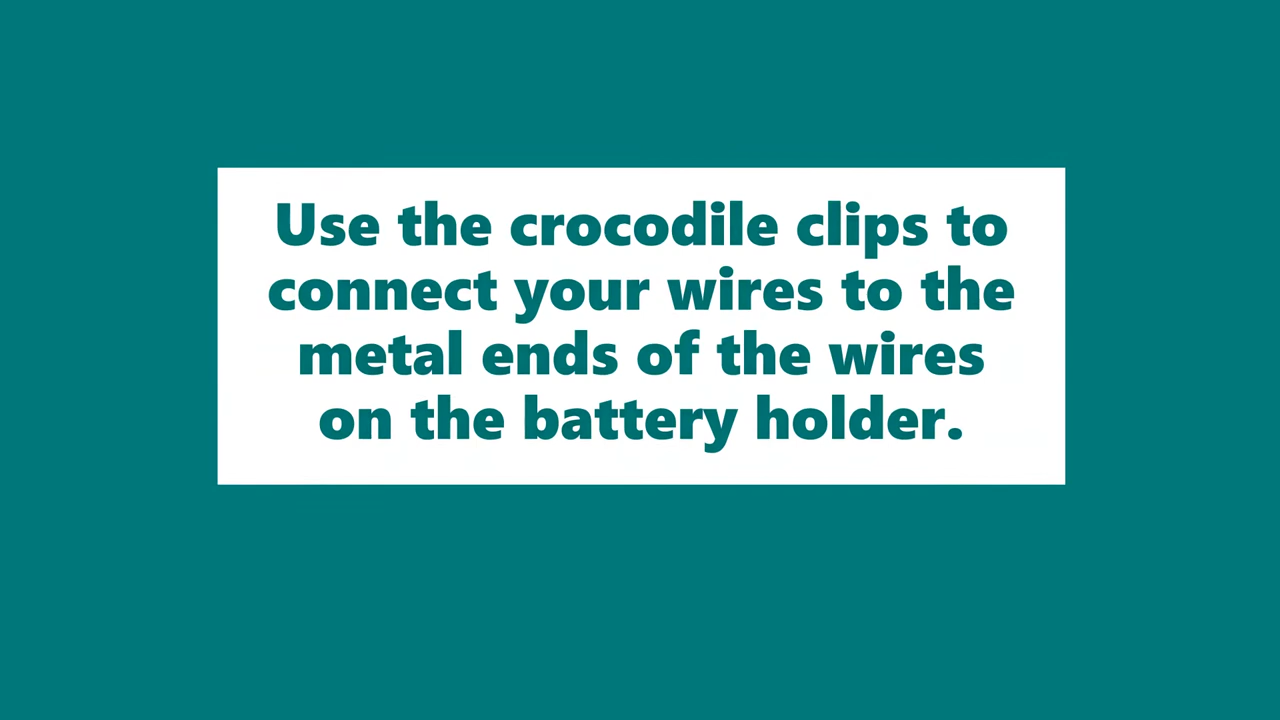 Use the crocodile clips to
connect your wires to the
metal ends of the wires
on the battery holder.